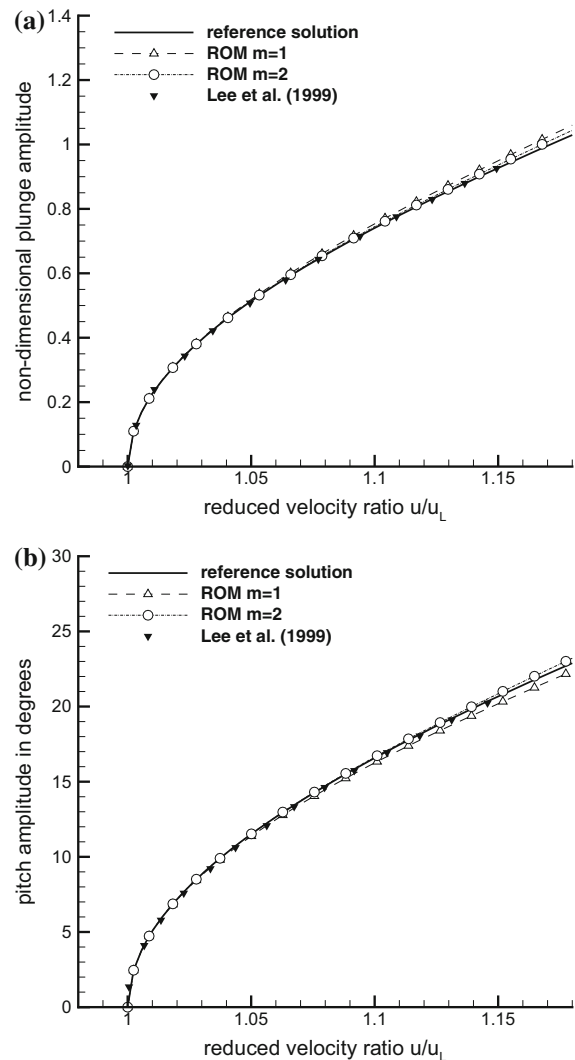 (a)
1.4
1.2
1
0.8
0.6
0.4
0.2
0
non-dimensional plunge amplitude
reference solution
ROM m=1
ROM m=2
Lee et al. (1999)
1
1.05
1.1
1.15
reduced velocity ratio u/u_L
(b)
30
25
20
15
10
5
0
pitch amplitude in degrees
reference solution
ROM m=1
ROM m=2
Lee et al. (1999)
1
1.05
1.1
1.15
reduced velocity ratio u/u_L